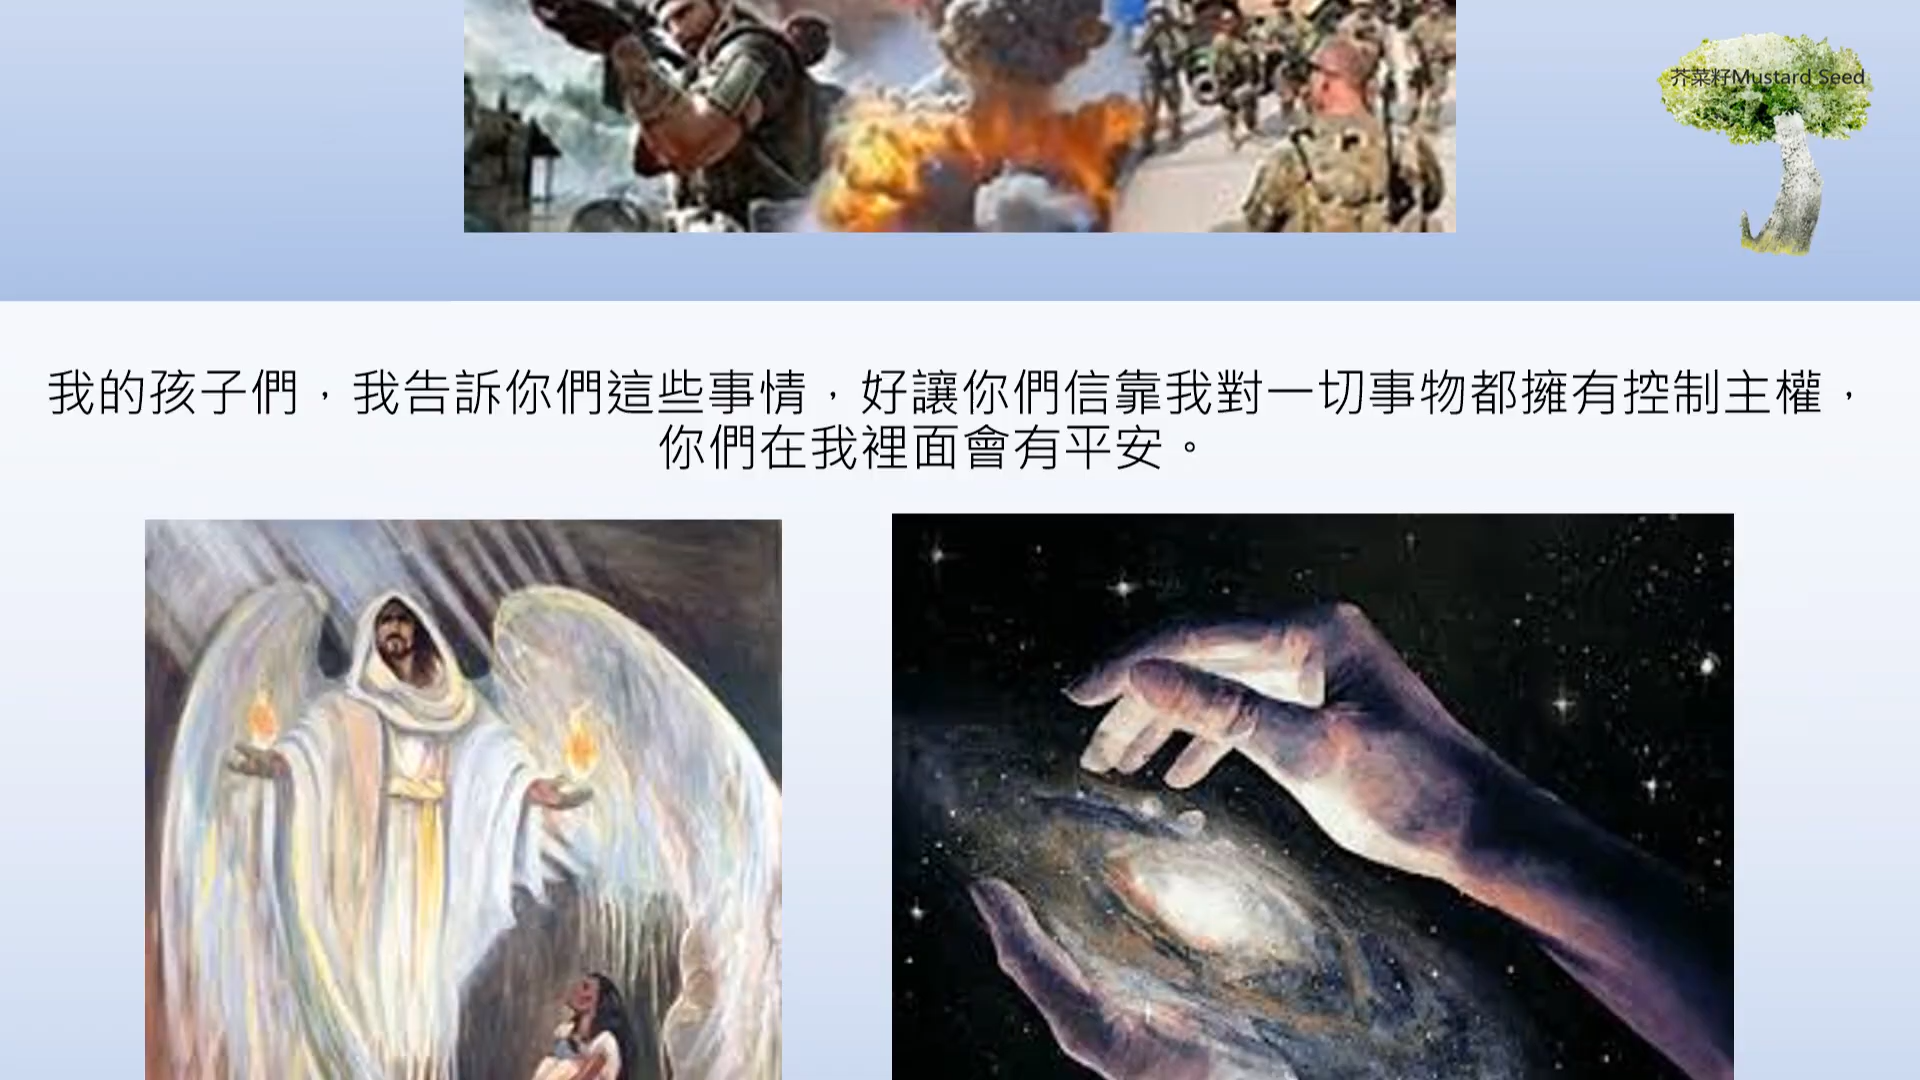 芥菜籽Mustard Seed
我的孩子們，我告訴你們這些事情，好讓你們信靠我對一切事物都擁有控制主權，
你們在我裡面會有平安。